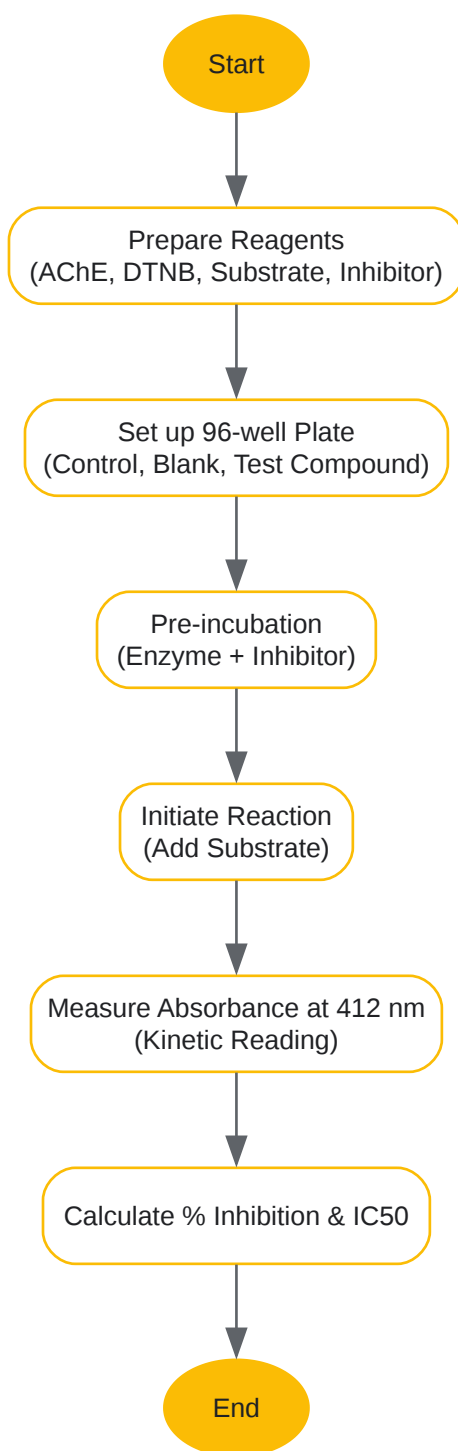 Start
Prepare Reagents
(AChE, DTNB, Substrate, Inhibitor)
Set up 96-well Plate
(Control, Blank, Test Compound)
Pre-incubation
(Enzyme + Inhibitor)
Initiate Reaction
(Add Substrate)
Measure Absorbance at 412 nm
(Kinetic Reading)
Calculate % Inhibition & IC50
End